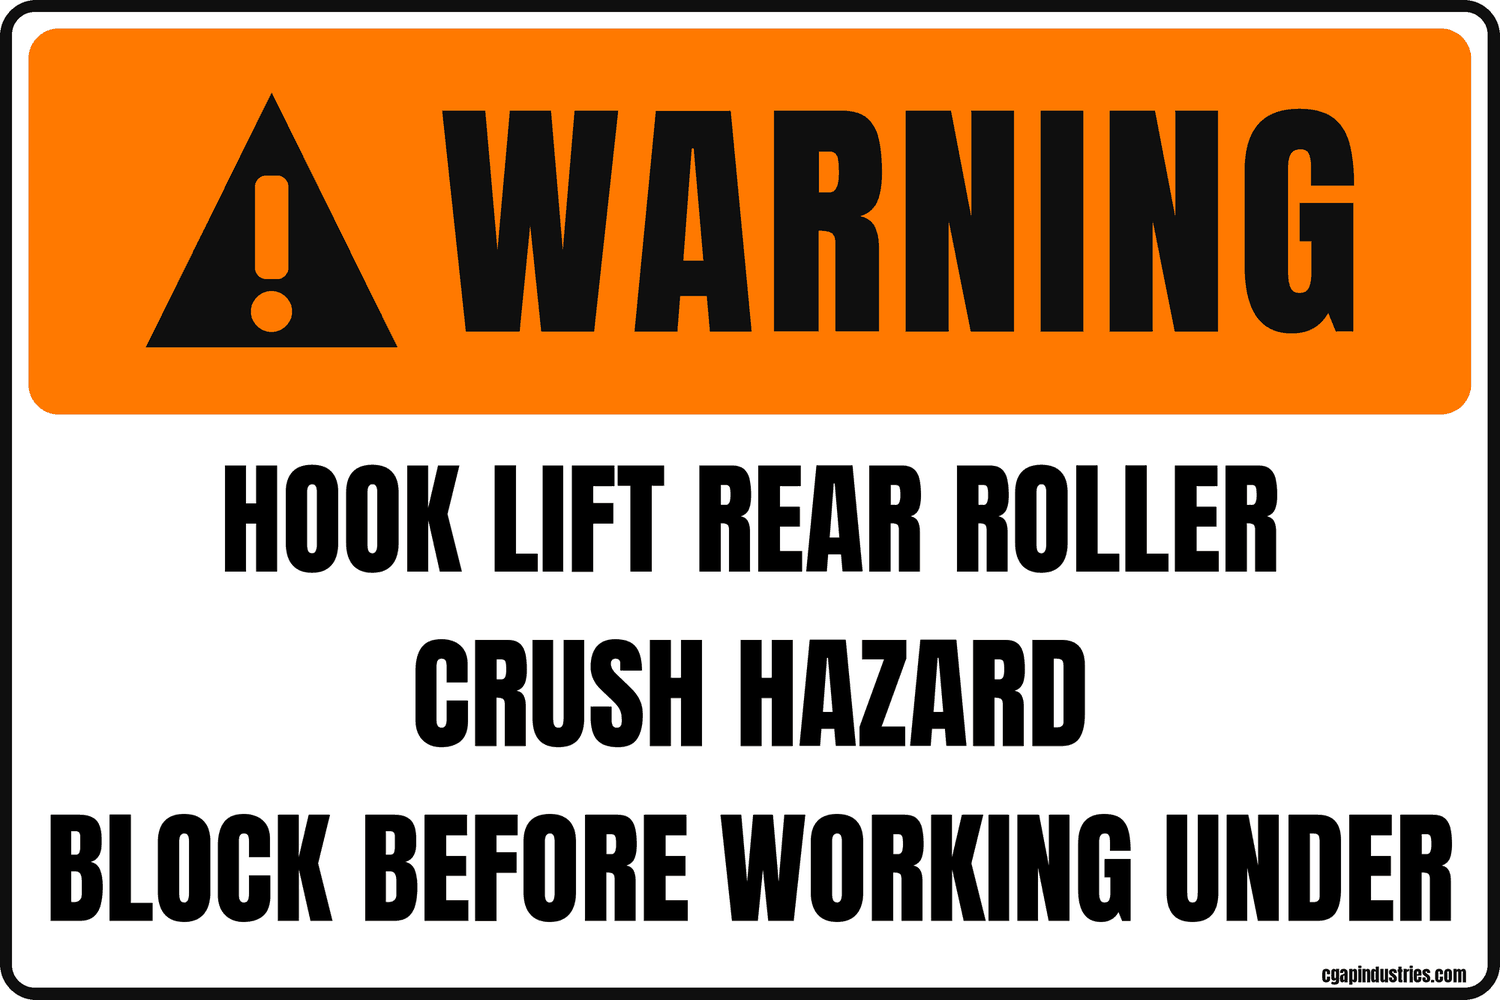 WARNING
HOOK LIFT REAR ROLLER
CRUSH HAZARD
BLOCK BEFORE WORKING UNDER
cgapindustries.com